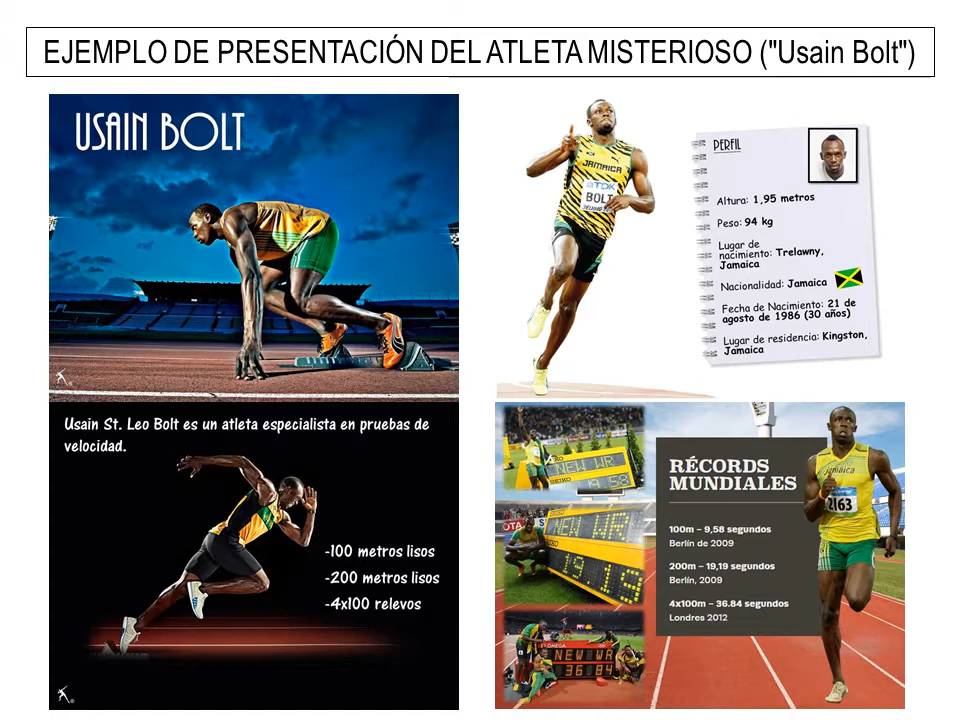 EJEMPLO DE PRESENTACIÓN DEL ATLETA MISTERIOSO ("Usain Bolt")
USAIN BOLT
Usain St. Leo Bolt es un atleta especialista en pruebas de
velocidad.
-100 metros lisos
-200 metros lisos
-4x100 relevos
JAMAICA
TDK
BOLT
PERFIL
Altura: 1,95 metros
Peso: 94 kg
Lugar de
nacimiento: Trelawny,
Jamaica
Nacionalidad: Jamaica
Fecha de Nacimiento: 21 de
agosto de 1986 (30 años)
Lugar de residencia: Kingston,
Jamaica
NEW WR
SEIKO
19 58
NEW WR
19 19
OMEGA
NEW WR
36 84
RÉCORDS
MUNDIALES
100m – 9,58 segundos
Berlín de 2009
200m – 19,19 segundos
Berlín, 2009
4x100m – 36.84 segundos
Londres 2012
jamaica
2163